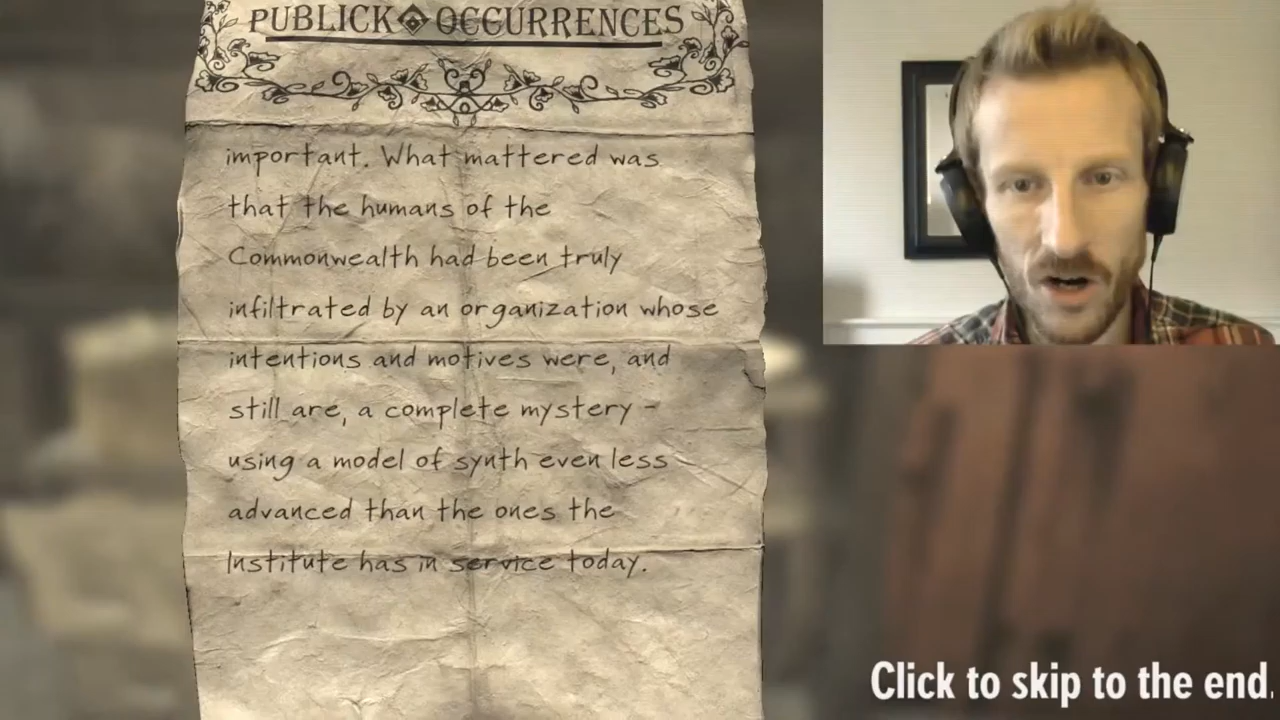 PUBLICK OCCURRENCES
important. What mattered was
that the humans of the
Commonwealth had been truly
infiltrated by an organization whose
intentions and motives were, and
still are, a complete mystery -
using a model of synth even less
advanced than the ones the
Institute has in service today.
Click to skip to the end.